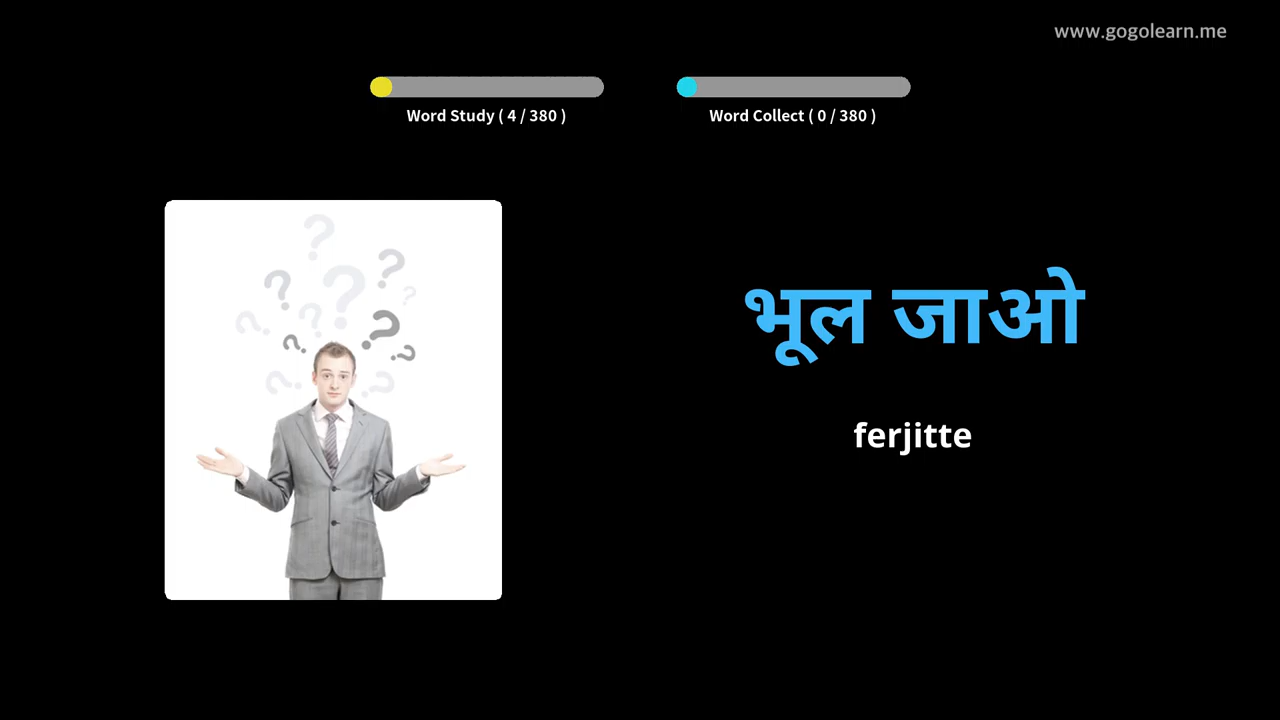 www.gogolearn.me
Word Study ( 4 / 380 )
Word Collect ( 0 / 380 )
भूल जाओ
ferjitte